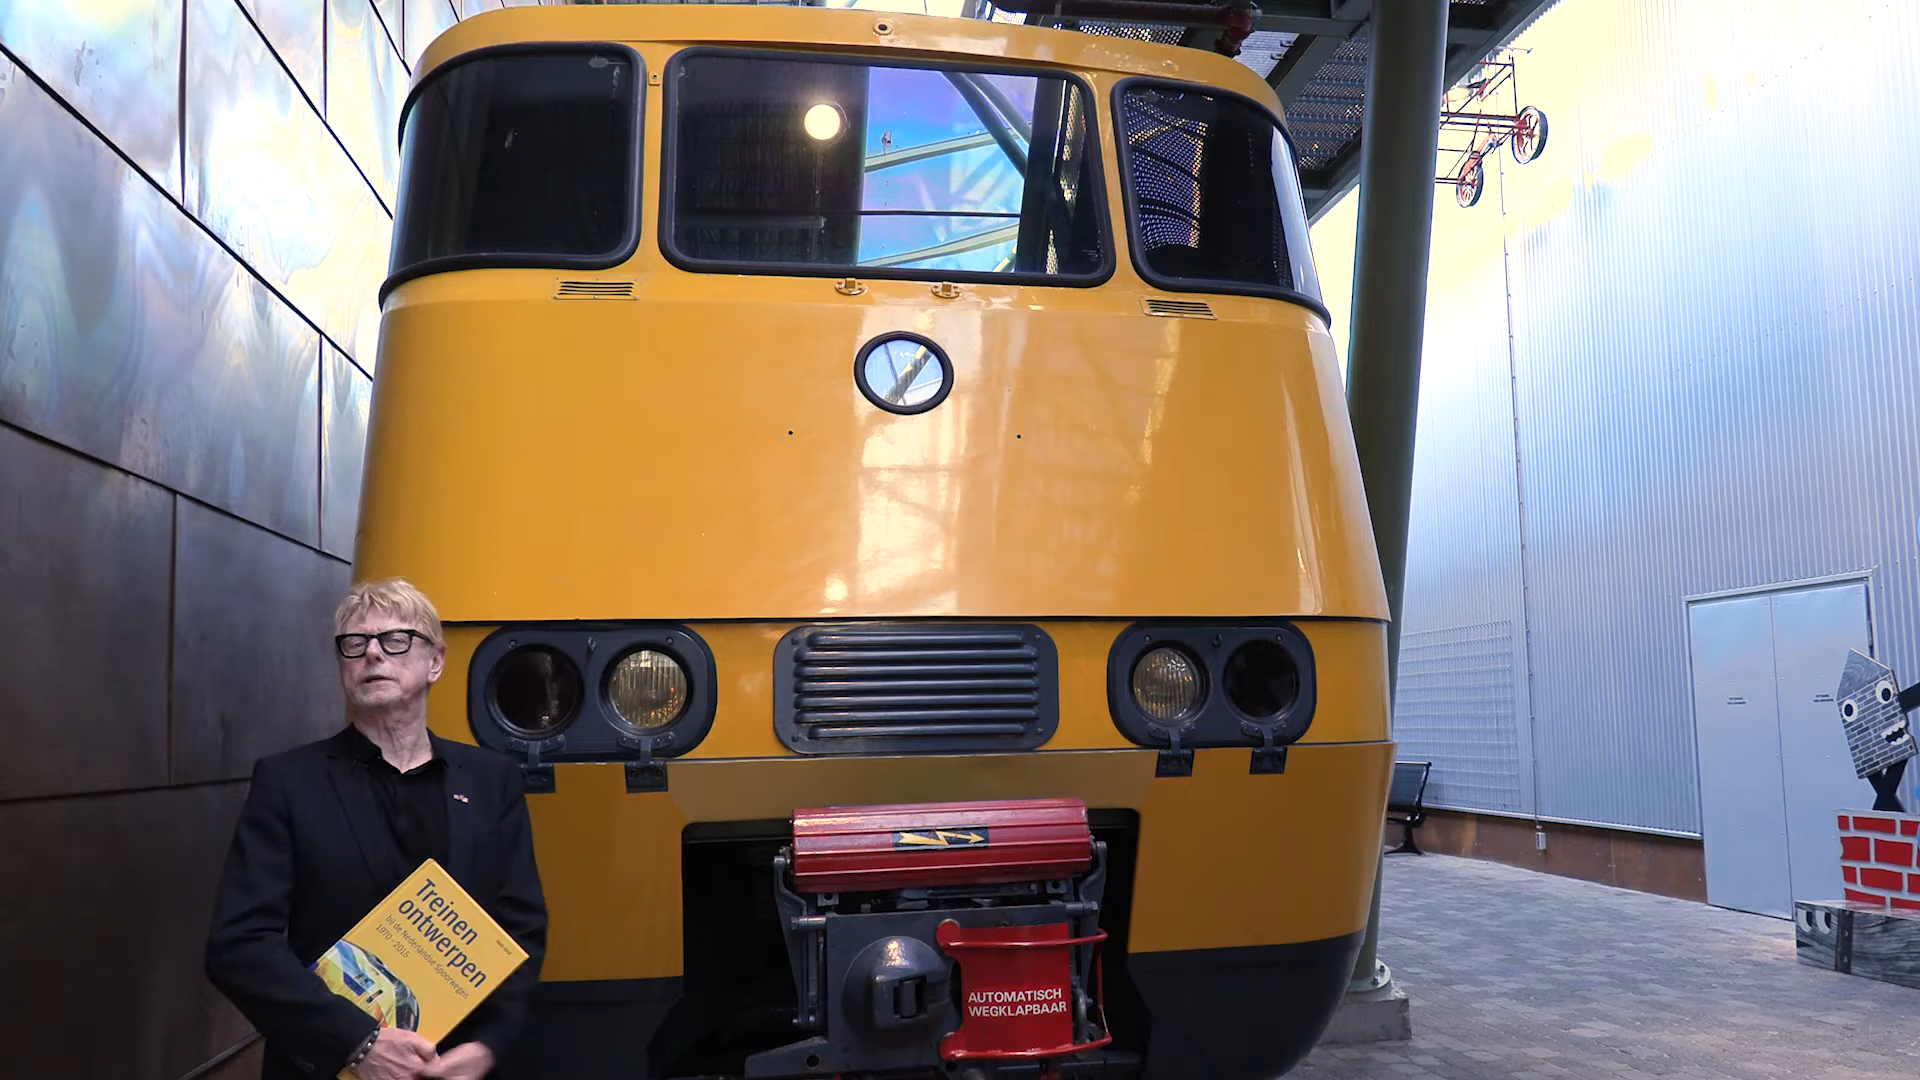 Treinen
ontwerpen
bij de Nederlandse Spoorwegen
1970-2015
AUTOMATISCH
WEGKLAPBAAR